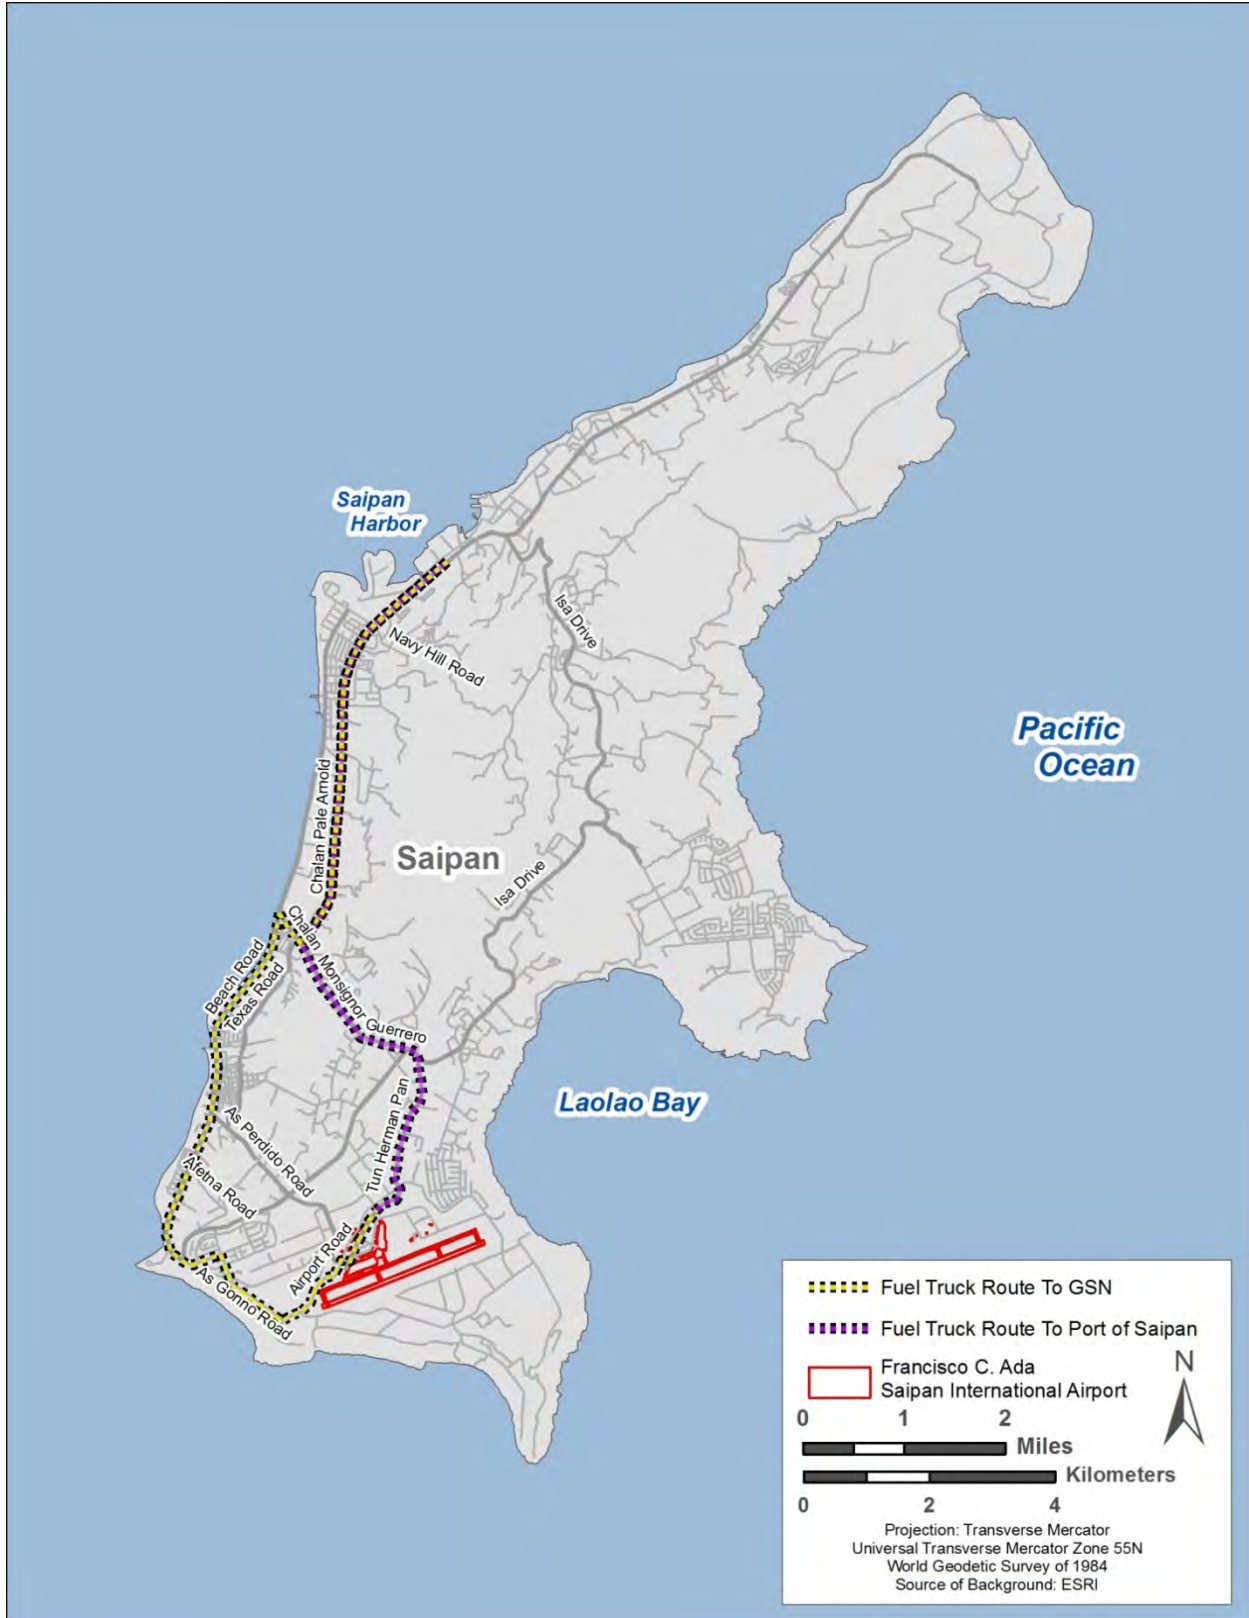 Saipan
Harbor
Isa Drive
Navy Hill Road
Pacific
Ocean
Chalan Pale Arnold
Saipan
Isa Drive
Chalan Monsignor Guerrero
Beach Road
Texas Road
Laolao Bay
Tun Herman Pan
As Perdido Road
Afetna Road
Airport Road
As Gonno Road
Fuel Truck Route To GSN
Fuel Truck Route To Port of Saipan
Francisco C. Ada
Saipan International Airport
N
0 1 2
Miles
Kilometers
0 2 4
Projection: Transverse Mercator
Universal Transverse Mercator Zone 55N
World Geodetic Survey of 1984
Source of Background: ESRI